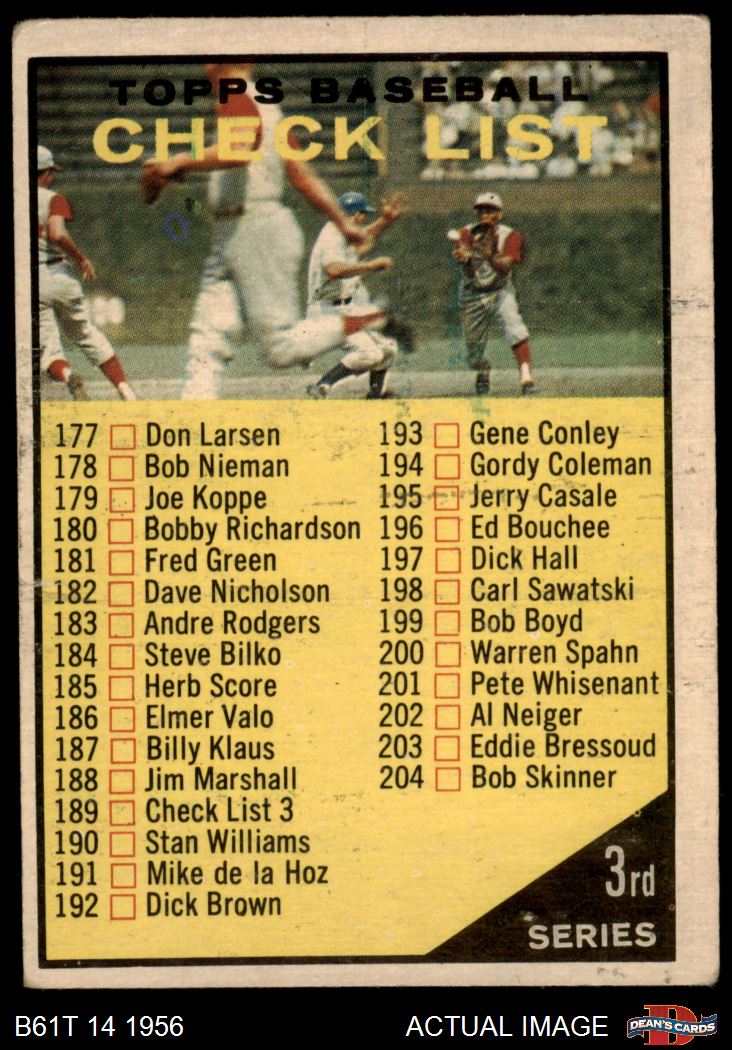 TOPPS BASEBALL
CHECK LIST
177 Don Larsen
178 Bob Nieman
179 Joe Koppe
180 Bobby Richardson
181 Fred Green
182 Dave Nicholson
183 Andre Rodgers
184 Steve Bilko
185 Herb Score
186 Elmer Valo
187 Billy Klaus
188 Jim Marshall
189 Check List 3
190 Stan Williams
191 Mike de la Hoz
192 Dick Brown
193 Gene Conley
194 Gordy Coleman
195 Jerry Casale
196 Ed Bouchee
197 Dick Hall
198 Carl Sawatski
199 Bob Boyd
200 Warren Spahn
201 Pete Whisenant
202 Al Neiger
203 Eddie Bressoud
204 Bob Skinner
3rd
SERIES
B61T 14 1956
ACTUAL IMAGE
DEAN'S CARDS